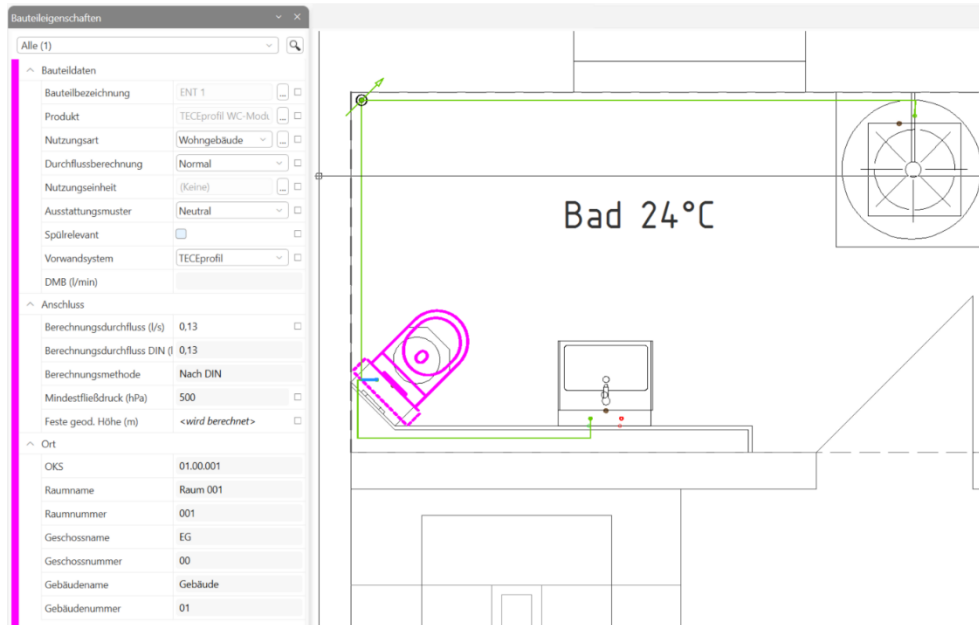 Bauteileigenschaften
Alle (1)
Bauteildaten
Bauteilbezeichnung ENT 1 ...
Produkt TECEprofil WC-Modu ...
Nutzungsart Wohngebäude ...
Durchflussberechnung Normal
Nutzungseinheit (Keine) ...
Ausstattungsmuster Neutral
Spülrelevant
Vorwandsystem TECEprofil
DMB (l/min)
Anschluss
Berechnungsdurchfluss (l/s) 0,13
Berechnungsdurchfluss DIN (l 0,13
Berechnungsmethode Nach DIN
Mindestfließdruck (hPa) 500
Feste geod. Höhe (m) <wird berechnet>
Ort
OKS 01.00.001
Raumname Raum 001
Raumnummer 001
Geschossname EG
Geschossnummer 00
Gebäudename Gebäude
Gebäudenummer 01
Bad 24°C